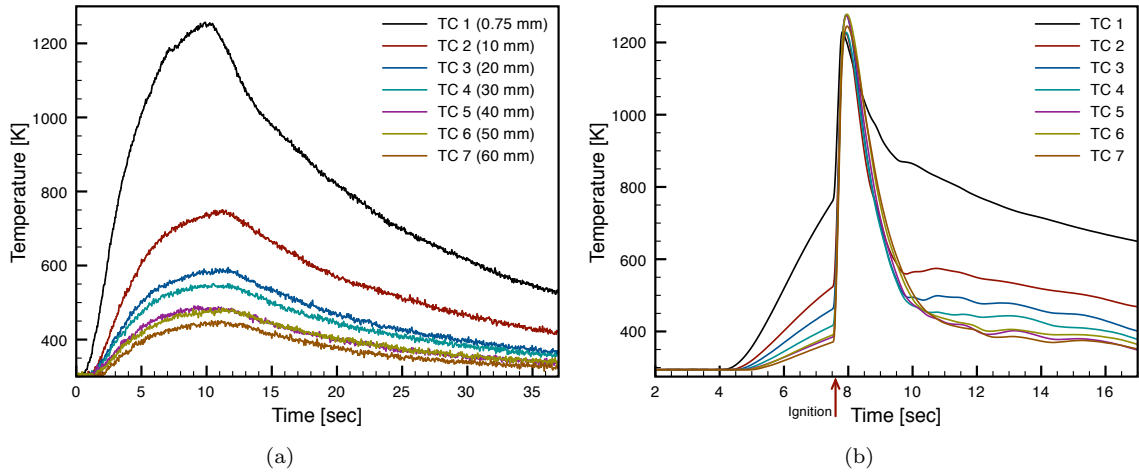 1200
1000
800
600
400
Temperature [K]
0
5
10
15
20
25
30
35
Time [sec]
TC 1 (0.75 mm)
TC 2 (10 mm)
TC 3 (20 mm)
TC 4 (30 mm)
TC 5 (40 mm)
TC 6 (50 mm)
TC 7 (60 mm)
(a)
1200
1000
800
600
400
Temperature [K]
2
4
6
8
10
12
14
16
Ignition
Time [sec]
TC 1
TC 2
TC 3
TC 4
TC 5
TC 6
TC 7
(b)